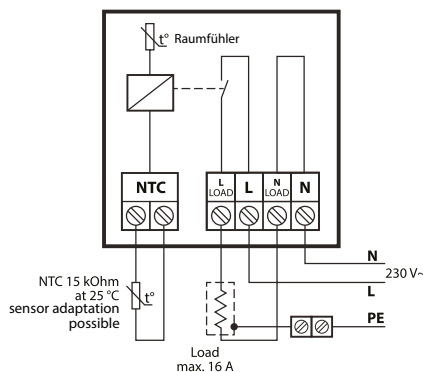 t° Raumfühler
NTC
L
LOAD
L
N
LOAD
N
N
230 V~
L
PE
NTC 15 kOhm
at 25 °C
sensor adaptation
possible
t°
Load
max. 16 A